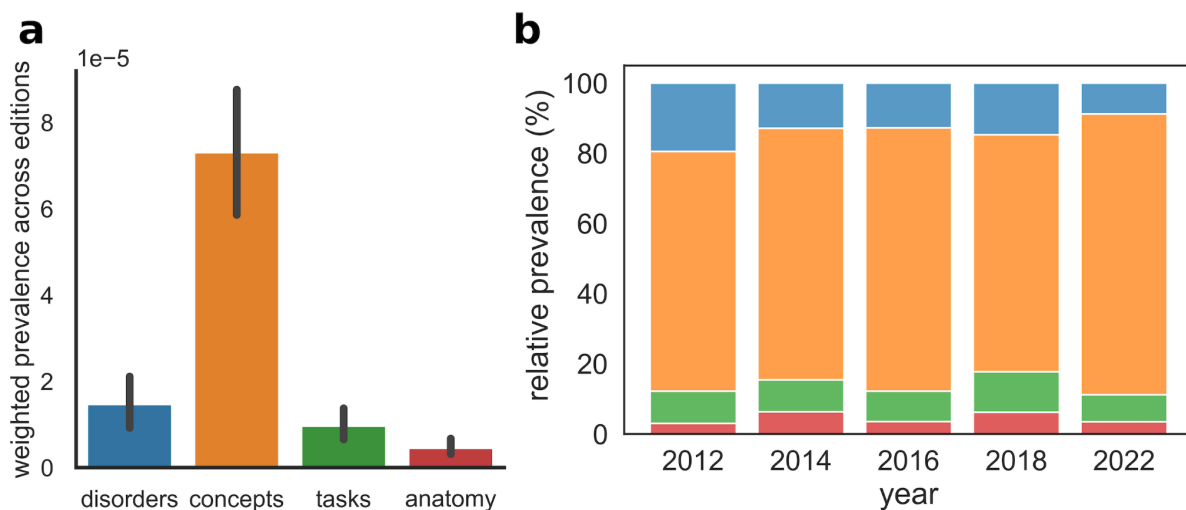 a
1e-5
weighted prevalence across editions
8
6
4
2
0
disorders concepts tasks anatomy
b
relative prevalence (%)
100
80
60
40
20
0
2012 2014 2016 2018 2022
year